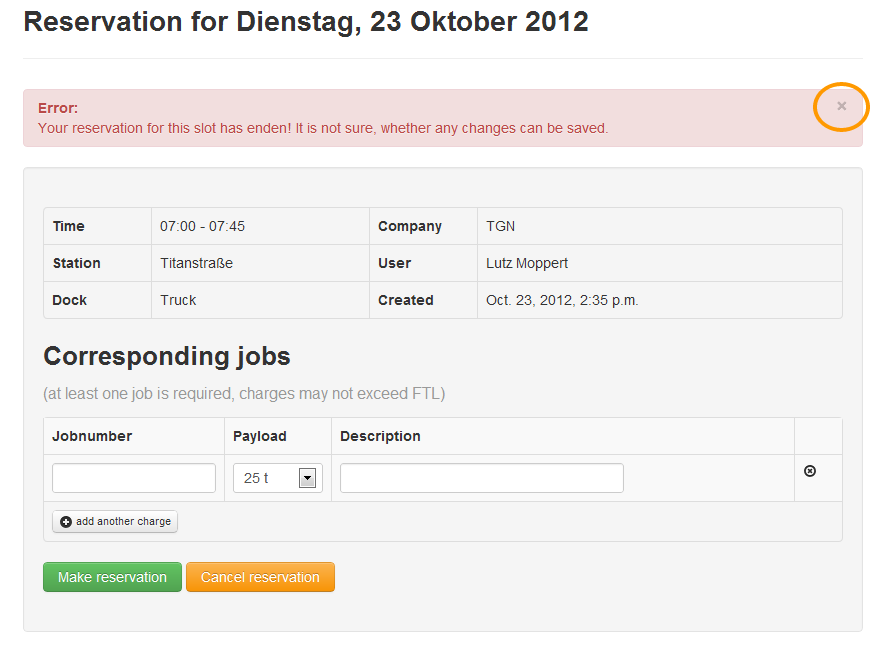 Reservation for Dienstag, 23 Oktober 2012
×
Error:
Your reservation for this slot has enden! It is not sure, whether any changes can be saved.
Time 07:00 - 07:45 Company TGN
Station Titanstraße User Lutz Moppert
Dock Truck Created Oct. 23, 2012, 2:35 p.m.
Corresponding jobs
(at least one job is required, charges may not exceed FTL)
Jobnumber Payload Description
25 t
add another charge
Make reservation Cancel reservation